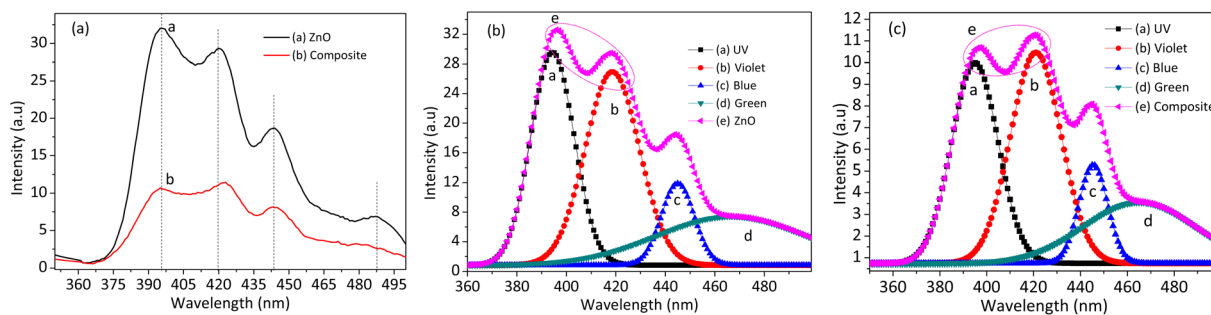 (a)
a
b
(a) ZnO
(b) Composite
30
25
20
15
10
5
0
360 375 390 405 420 435 450 465 480 495
Wavelength (nm)
Intensity (a.u)
(b)
e
a
b
c
d
(a) UV
(b) Violet
(c) Blue
(d) Green
(e) ZnO
32
28
24
20
16
12
8
4
0
360 380 400 420 440 460 480
Wavelength (nm)
Intensity (a.u)
(c)
e
a
b
c
d
(a) UV
(b) Violet
(c) Blue
(d) Green
(e) Composite
12
11
10
9
8
7
6
5
4
3
2
1
360 380 400 420 440 460 480
Wavelength (nm)
Intensity (a.u)